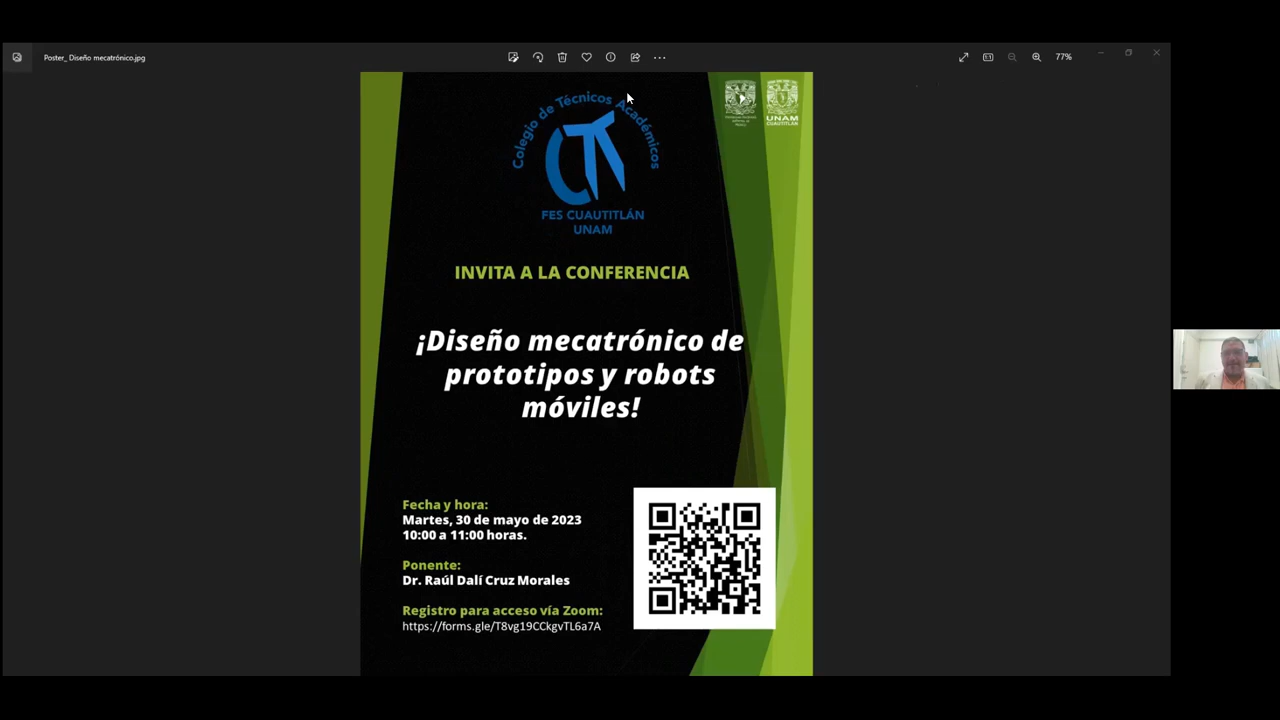 Poster_ Diseño mecatrónico.jpg
77%
Colegio de Técnicos Académicos
FES CUAUTITLÁN
UNAM
UNAM
CUAUTITLÁN
INVITA A LA CONFERENCIA
¡Diseño mecatrónico de
prototipos y robots
móviles!
Fecha y hora:
Martes, 30 de mayo de 2023
10:00 a 11:00 horas.
Ponente:
Dr. Raúl Dalí Cruz Morales
Registro para acceso vía Zoom:
https://forms.gle/T8vg19CCkgvTL6a7A